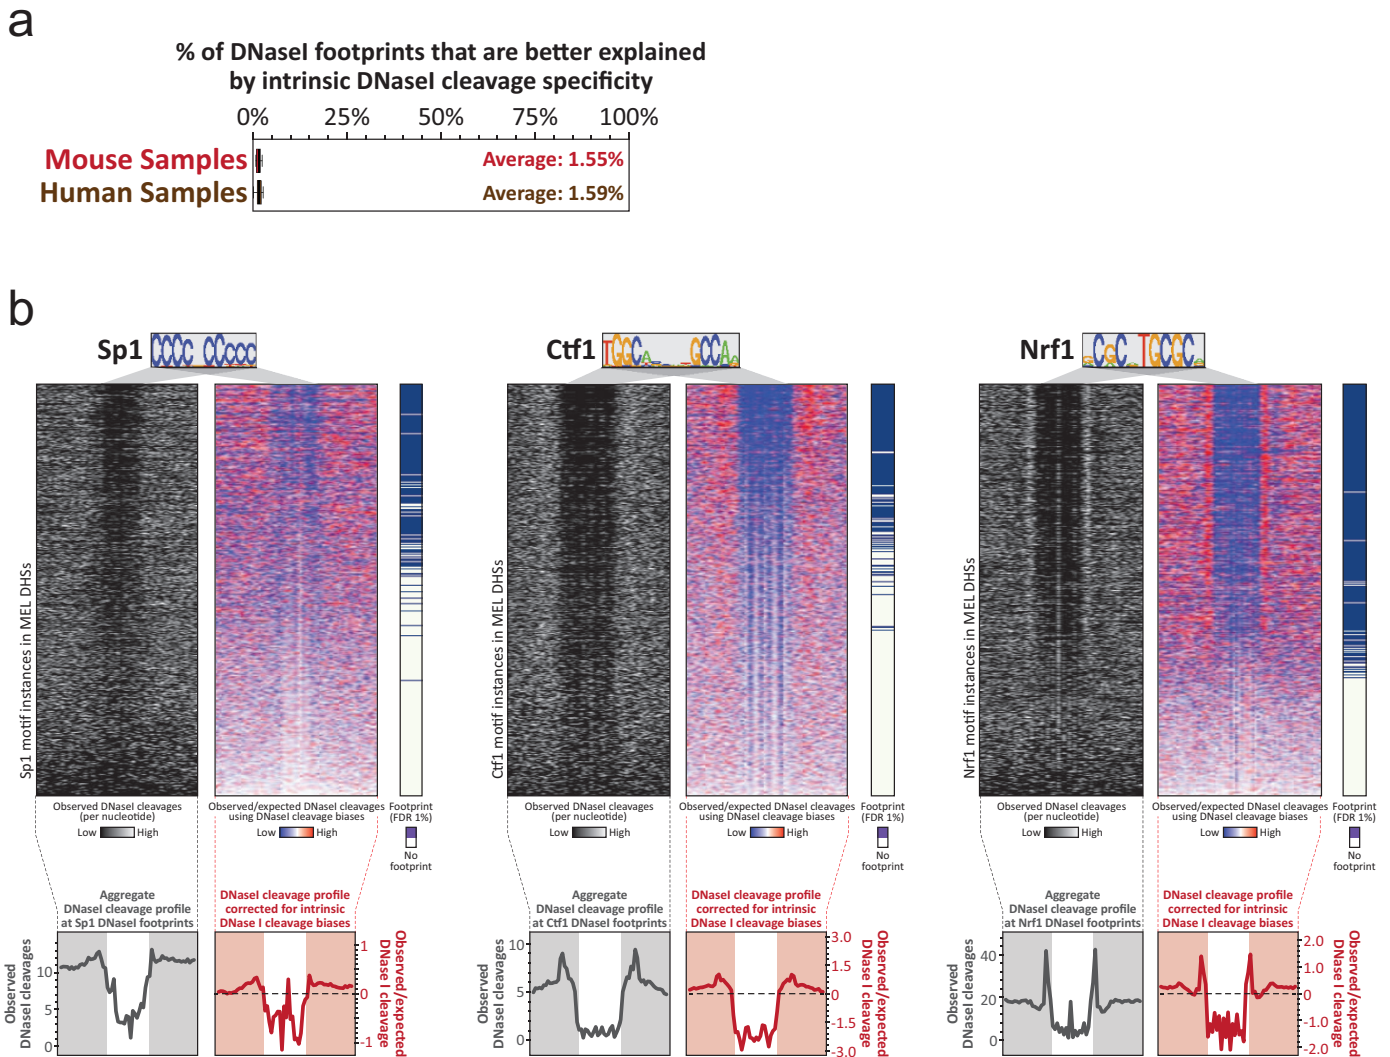 a
% of DNaseI footprints that are better explained
by intrinsic DNaseI cleavage specificity
0% 25% 50% 75% 100%
Mouse Samples Average: 1.55%
Human Samples Average: 1.59%
b
Sp1 CCCC CCCCC
Ctf1 TGGCA GCCA
Nrf1 CGC TGCGC
Sp1 motif instances in MEL DHSs
Ctf1 motif instances in MEL DHSs
Nrf1 motif instances in MEL DHSs
Observed DNaseI cleavages
(per nucleotide)
Low High
Observed/expected DNaseI cleavages
using DNaseI cleavage biases
Low High
Footprint
(FDR 1%)
No
footprint
Observed DNaseI cleavages
(per nucleotide)
Low High
Observed/expected DNaseI cleavages
using DNaseI cleavage biases
Low High
Footprint
(FDR 1%)
No
footprint
Observed DNaseI cleavages
(per nucleotide)
Low High
Observed/expected DNaseI cleavages
using DNaseI cleavage biases
Low High
Footprint
(FDR 1%)
No
footprint
Aggregate
DNaseI cleavage profile
at Sp1 DNaseI footprints
DNaseI cleavage profile
corrected for intrinsic
DNase I cleavage biases
Observed
DNaseI cleavages
10
5
0
1
0
-1
Observed/expected
DNase I cleavage
Aggregate
DNaseI cleavage profile
at Ctf1 DNaseI footprints
DNaseI cleavage profile
corrected for intrinsic
DNase I cleavage biases
Observed
DNaseI cleavages
10
5
0
3.0
1.5
0
-1.5
-3.0
Observed/expected
DNase I cleavage
Aggregate
DNaseI cleavage profile
at Nrf1 DNaseI footprints
DNaseI cleavage profile
corrected for intrinsic
DNase I cleavage biases
Observed
DNaseI cleavages
40
20
0
2.0
1.0
0
-1.0
-2.0
Observed/expected
DNase I cleavage